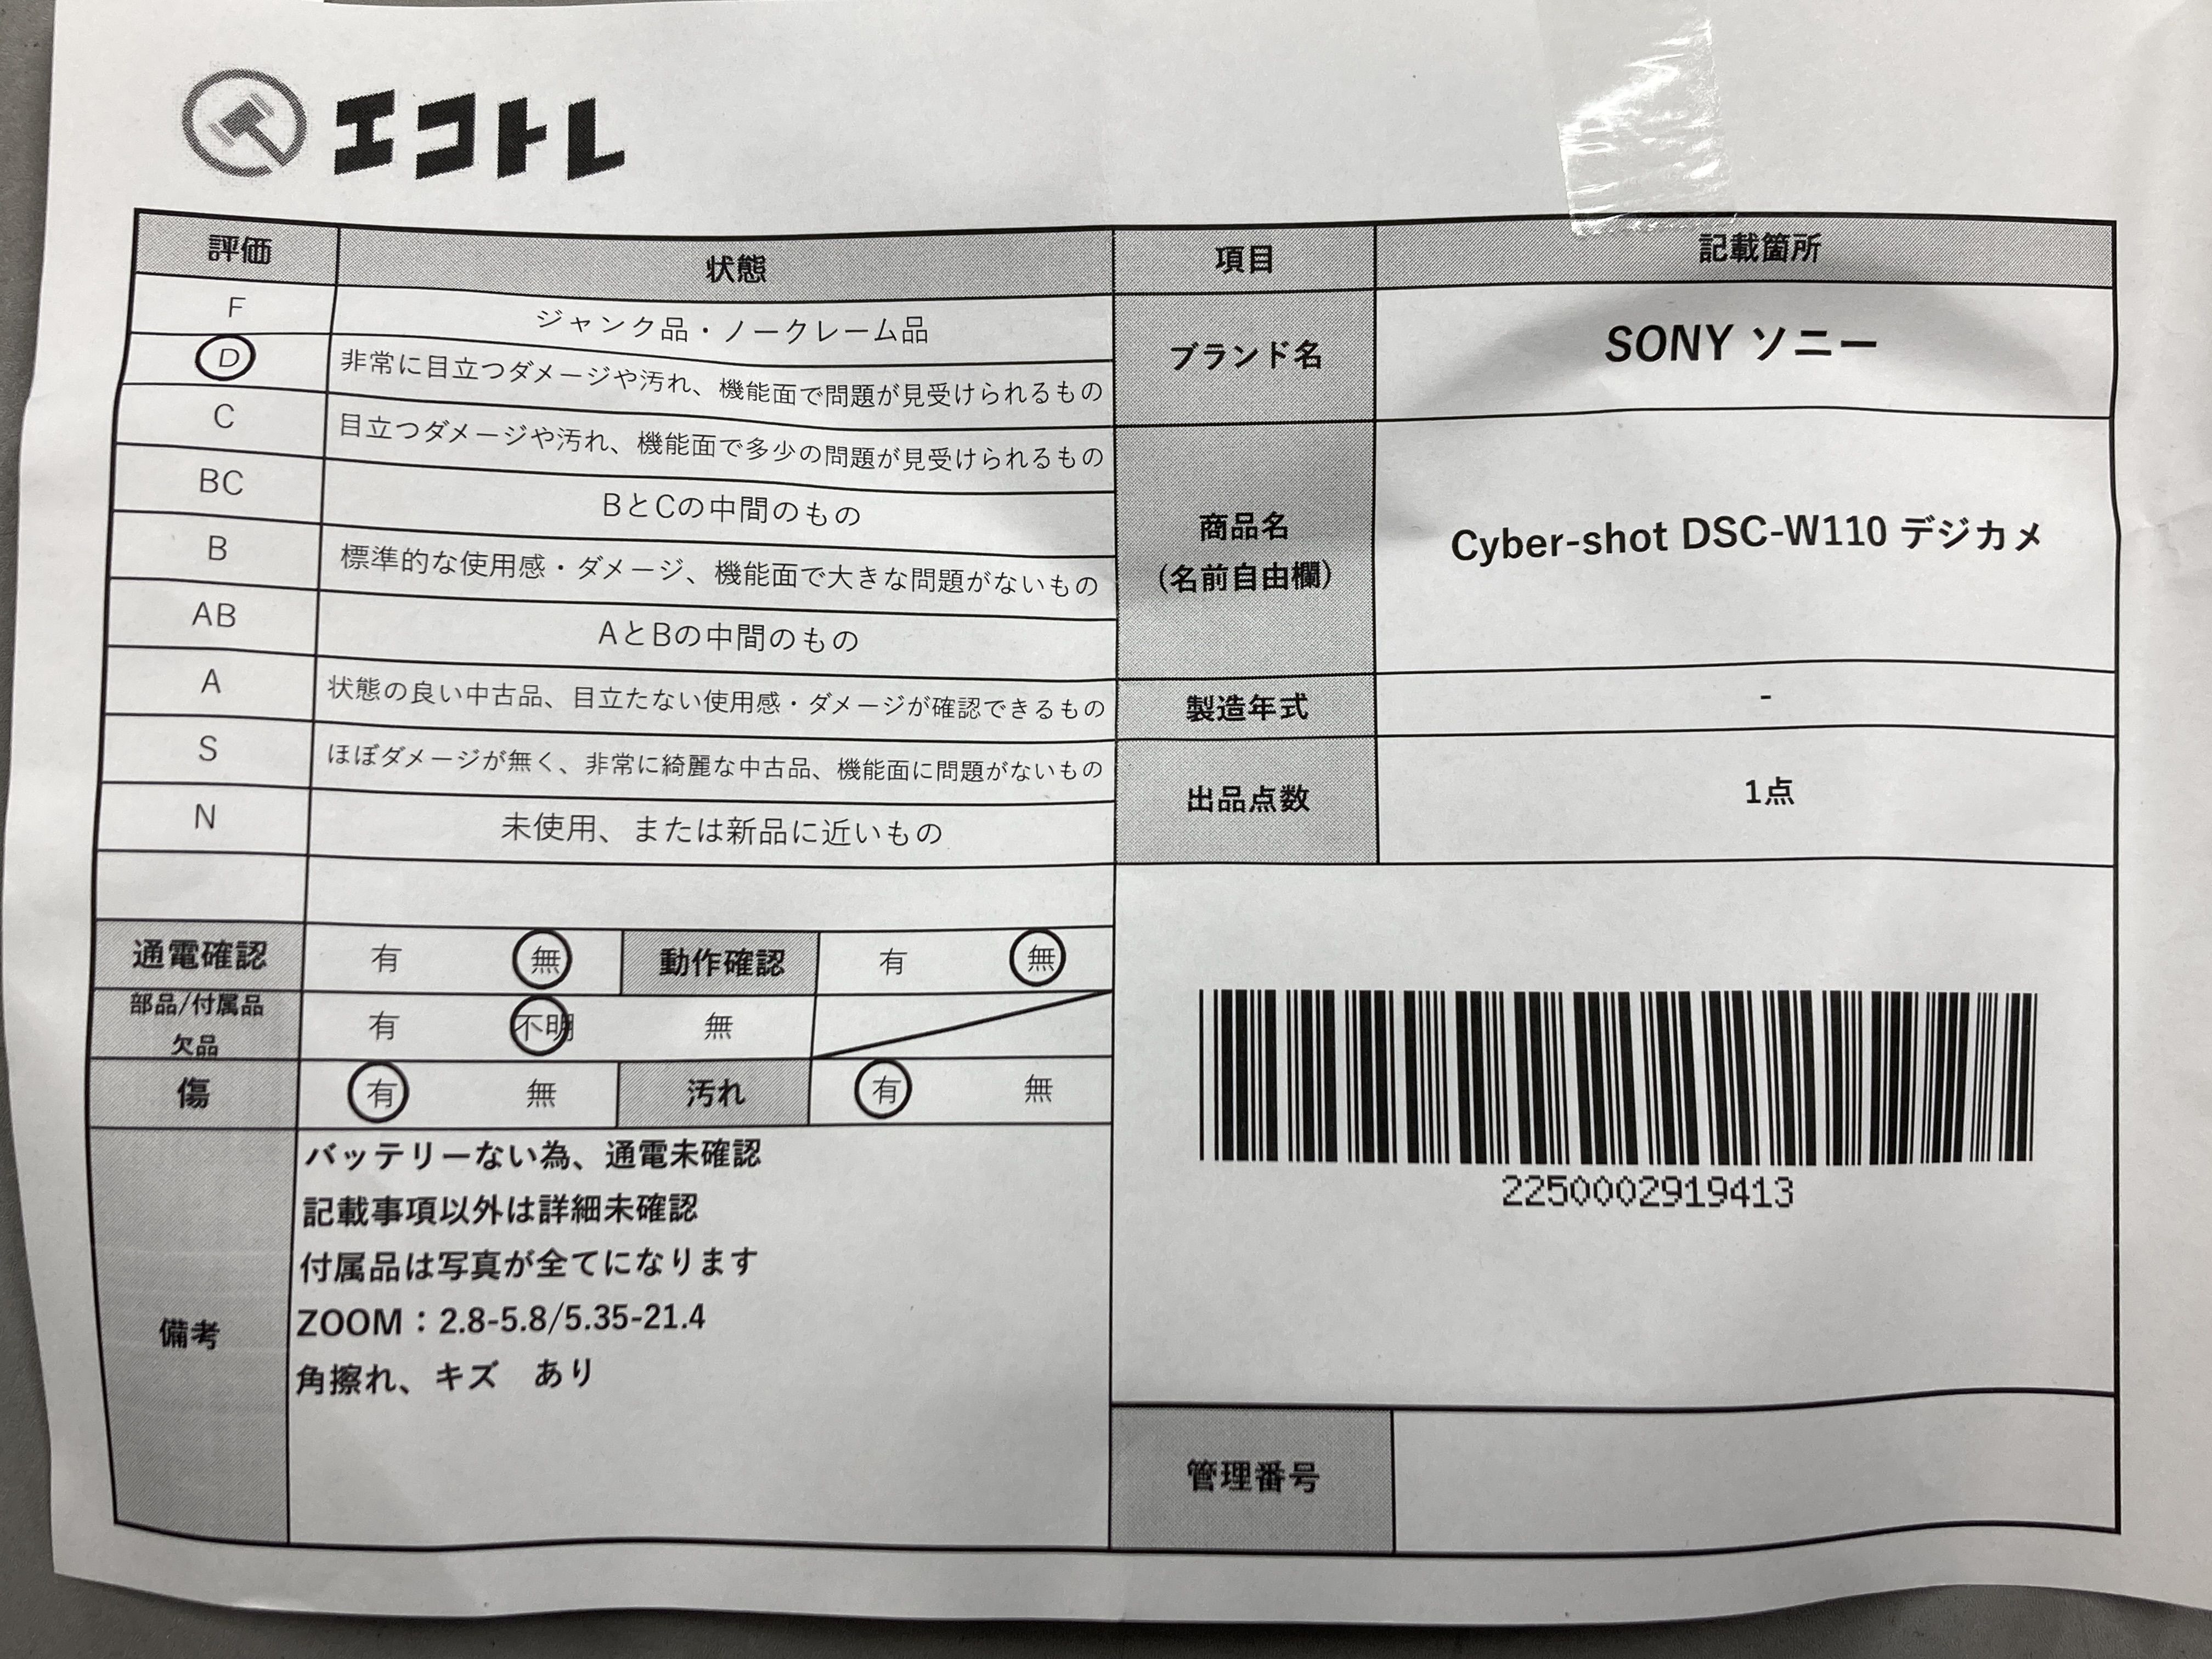 エコトレ
評価 状態
F ジャンク品・ノークレーム品
D 非常に目立つダメージや汚れ、機能面で問題が見受けられるもの
C 目立つダメージや汚れ、機能面で多少の問題が見受けられるもの
BC BとCの中間のもの
B 標準的な使用感・ダメージ、機能面で大きな問題がないもの
AB AとBの中間のもの
A 状態の良い中古品、目立たない使用感・ダメージが確認できるもの
S ほぼダメージが無く、非常に綺麗な中古品、機能面に問題がないもの
N 未使用、または新品に近いもの
通電確認 有 無 動作確認 有 無
部品/付属品
欠品 有 不明 無
傷 有 無 汚れ 有 無
備考
バッテリーない為、通電未確認
記載事項以外は詳細未確認
付属品は写真が全てになります
ZOOM：2.8-5.8/5.35-21.4
角擦れ、キズ　あり
項目 記載箇所
ブランド名 SONY ソニー
商品名
(名前自由欄)
Cyber-shot DSC-W110 デジカメ
製造年式 -
出品点数 1点
2250002919413
管理番号